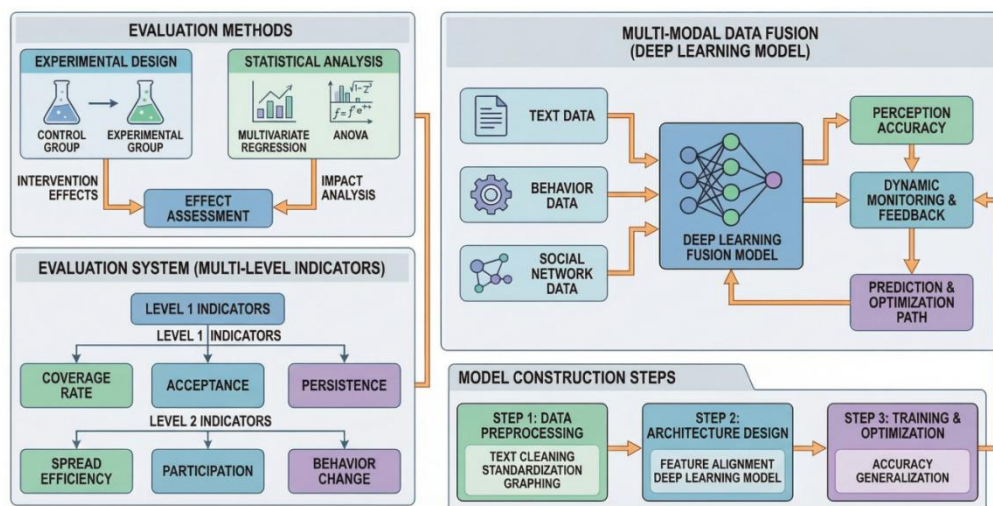 EVALUATION METHODS
EXPERIMENTAL DESIGN
CONTROL
GROUP
EXPERIMENTAL
GROUP
STATISTICAL ANALYSIS
MULTIVARIATE
REGRESSION
ANOVA
INTERVENTION
EFFECTS
IMPACT
ANALYSIS
EFFECT
ASSESSMENT
EVALUATION SYSTEM (MULTI-LEVEL INDICATORS)
LEVEL 1 INDICATORS
LEVEL 1 INDICATORS
COVERAGE
RATE
ACCEPTANCE
PERSISTENCE
LEVEL 2 INDICATORS
SPREAD
EFFICIENCY
PARTICIPATION
BEHAVIOR
CHANGE
MULTI-MODAL DATA FUSION
(DEEP LEARNING MODEL)
TEXT DATA
BEHAVIOR
DATA
SOCIAL
NETWORK
DATA
DEEP LEARNING
FUSION MODEL
PERCEPTION
ACCURACY
DYNAMIC
MONITORING &
FEEDBACK
PREDICTION &
OPTIMIZATION
PATH
MODEL CONSTRUCTION STEPS
STEP 1: DATA
PREPROCESSING
TEXT CLEANING
STANDARDIZATION
GRAPHING
STEP 2:
ARCHITECTURE DESIGN
FEATURE ALIGNMENT
DEEP LEARNING MODEL
STEP 3: TRAINING &
OPTIMIZATION
ACCURACY
GENERALIZATION